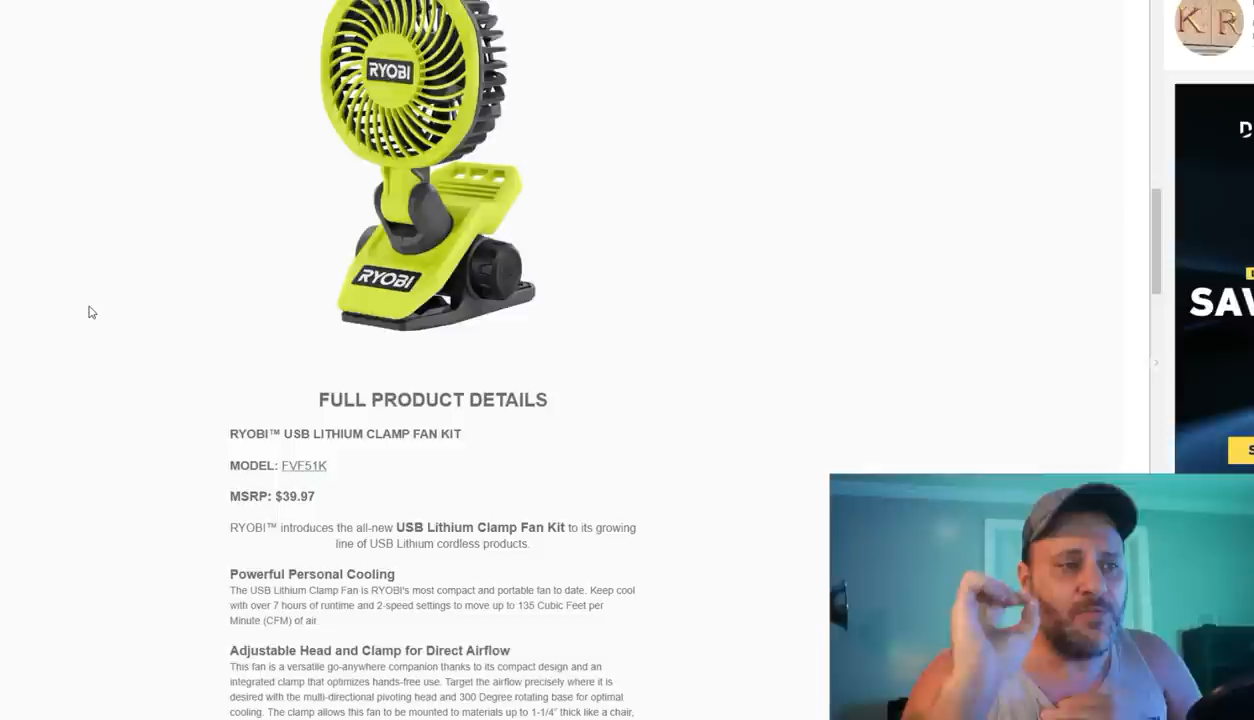 RYOBI
RYOBI
FULL PRODUCT DETAILS
RYOBI™ USB LITHIUM CLAMP FAN KIT
MODEL: FVF51K
MSRP: $39.97
RYOBI™ introduces the all-new USB Lithium Clamp Fan Kit to its growing
line of USB Lithium cordless products.
Powerful Personal Cooling
The USB Lithium Clamp Fan is RYOBI's most compact and portable fan to date. Keep cool
with over 7 hours of runtime and 2-speed settings to move up to 135 Cubic Feet per
Minute (CFM) of air
Adjustable Head and Clamp for Direct Airflow
This fan is a versatile go-anywhere companion thanks to its compact design and an
integrated clamp that optimizes hands-free use. Target the airflow precisely where it is
desired with the multi-directional pivoting head and 300 Degree rotating base for optimal
cooling. The clamp allows this fan to be mounted to materials up to 1-1/4" thick like a chair,
K R